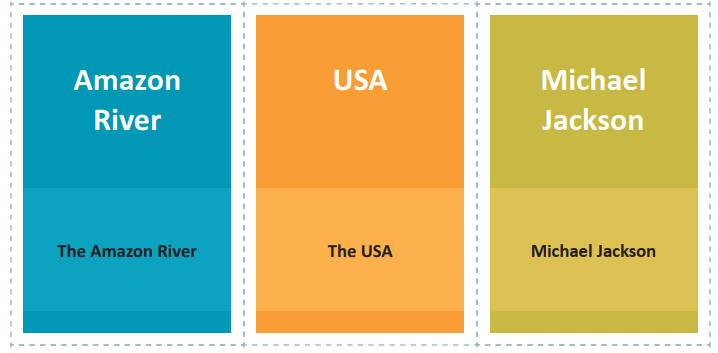 Amazon
River
The Amazon River
USA
The USA
Michael
Jackson
Michael Jackson